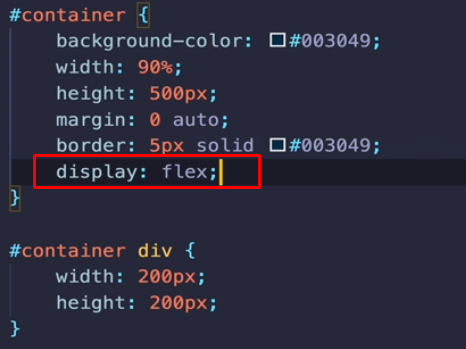 #container {
background-color: #003049;
width: 90%;
height: 500px;
margin: 0 auto;
border: 5px solid #003049;
display: flex;
}
#container div {
width: 200px;
height: 200px;
}